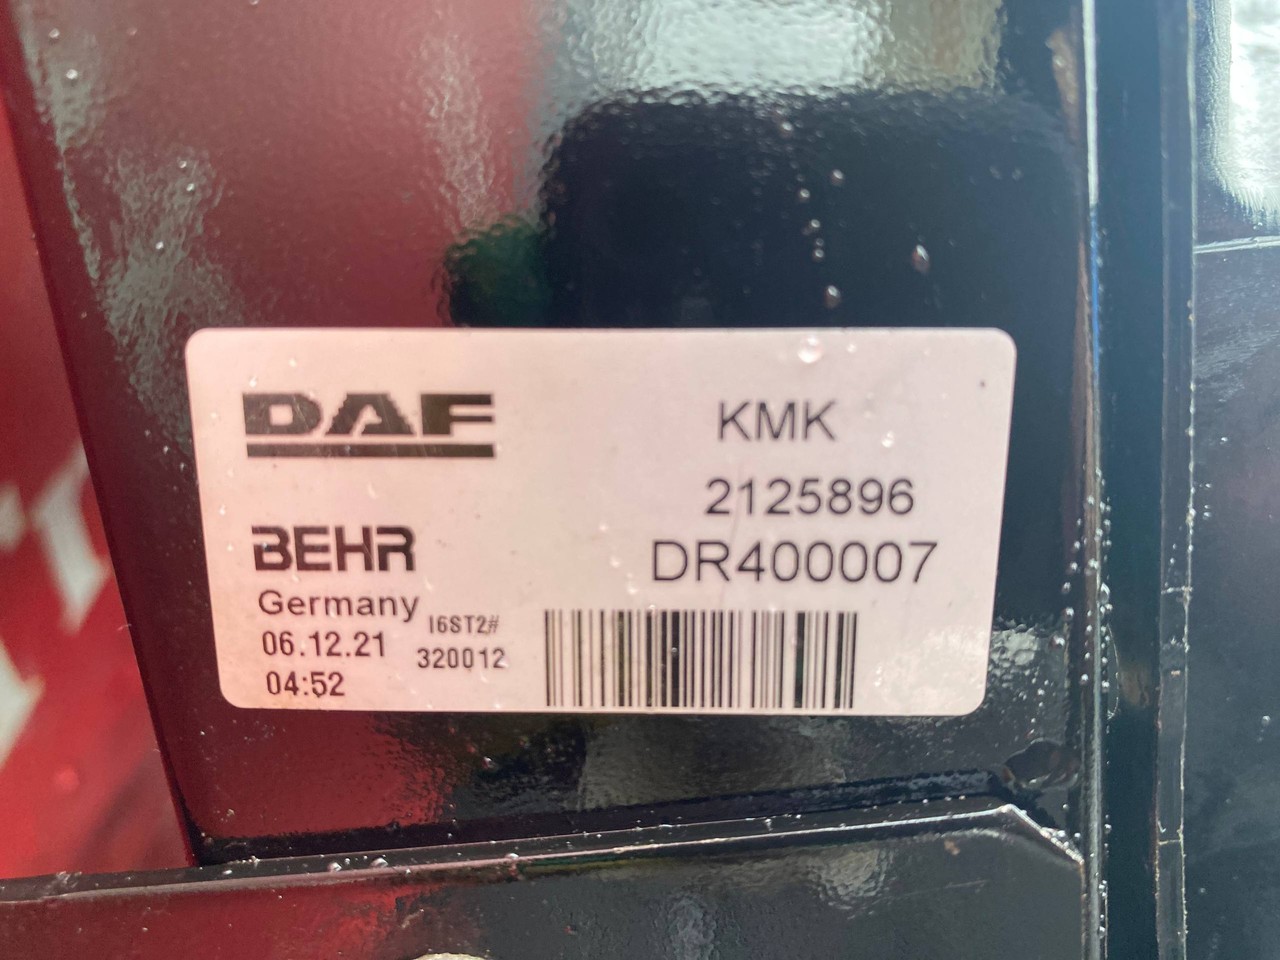 DAF
KMK
2125896
DR400007
BEHR
Germany
06.12.21
04:52
I6ST2#
320012